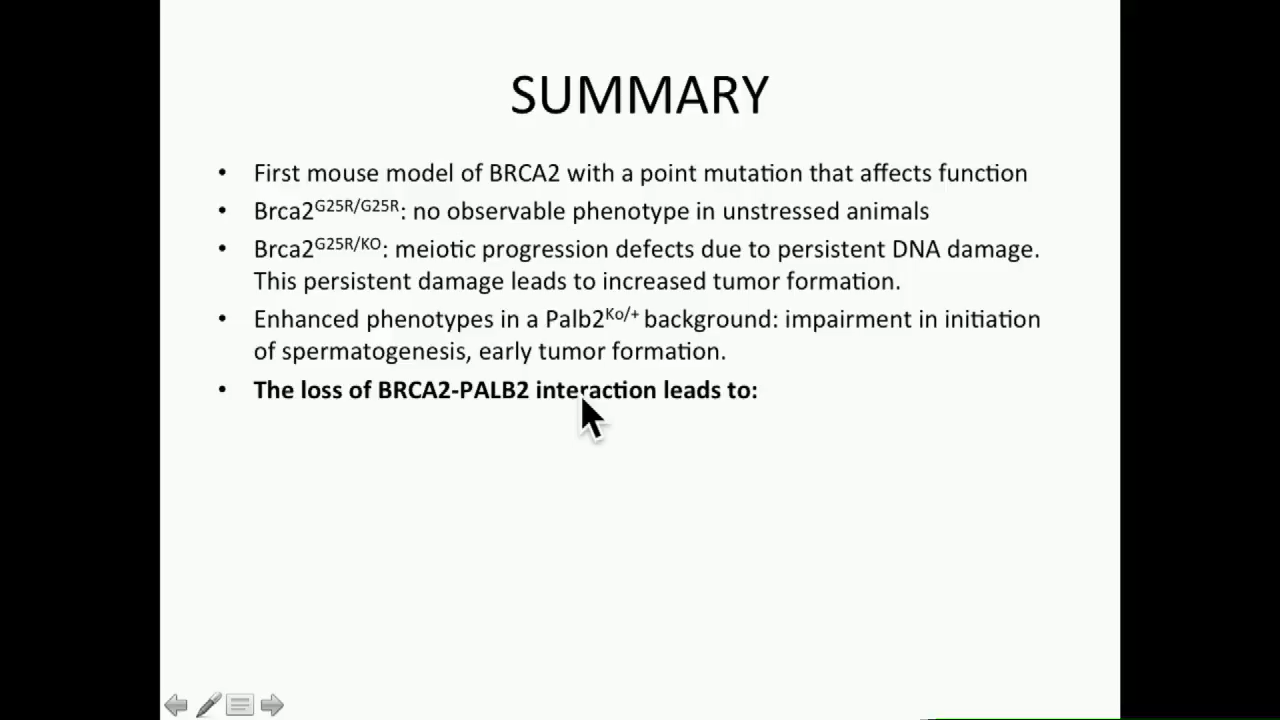 SUMMARY
• First mouse model of BRCA2 with a point mutation that affects function
• Brca2G25R/G25R: no observable phenotype in unstressed animals
• Brca2G25R/KO: meiotic progression defects due to persistent DNA damage.
This persistent damage leads to increased tumor formation.
• Enhanced phenotypes in a Palb2Ko/+ background: impairment in initiation
of spermatogenesis, early tumor formation.
• The loss of BRCA2-PALB2 interaction leads to: